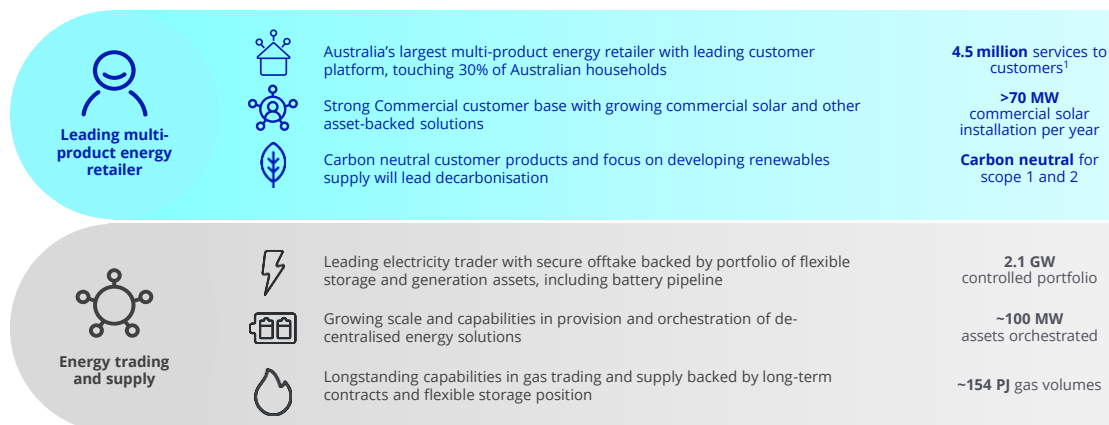 Leading multi-
product energy
retailer
Australia's largest multi-product energy retailer with leading customer
platform, touching 30% of Australian households
4.5 million services to
customers¹
Strong Commercial customer base with growing commercial solar and other
asset-backed solutions
>70 MW
commercial solar
installation per year
Carbon neutral customer products and focus on developing renewables
supply will lead decarbonisation
Carbon neutral for
scope 1 and 2
Energy trading
and supply
Leading electricity trader with secure offtake backed by portfolio of flexible
storage and generation assets, including battery pipeline
2.1 GW
controlled portfolio
Growing scale and capabilities in provision and orchestration of de-
centralised energy solutions
~100 MW
assets orchestrated
Longstanding capabilities in gas trading and supply backed by long-term
contracts and flexible storage position
~154 PJ gas volumes